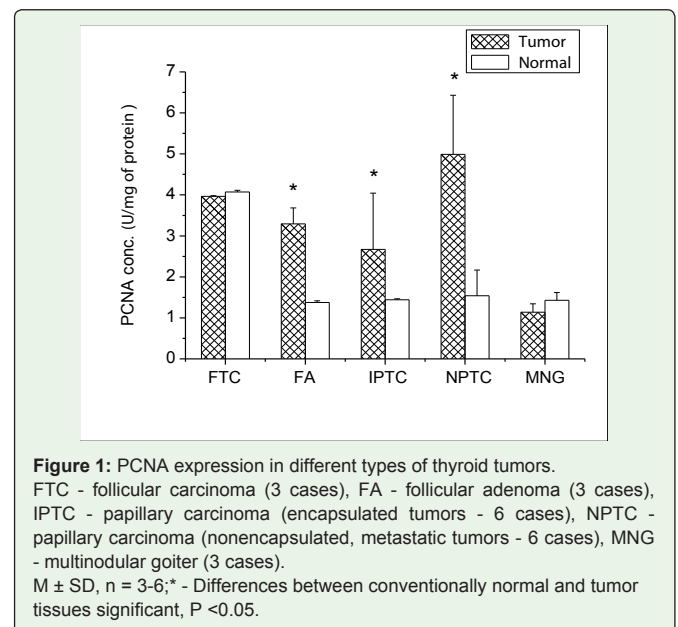 Tumor
Normal
7
6
5
4
3
2
1
0
PCNA conc. (U/mg of protein )
*
*
*
FTC FA IPTC NPTC MNG
Figure 1: PCNA expression in different types of thyroid tumors.
FTC - follicular carcinoma (3 cases), FA - follicular adenoma (3 cases),
IPTC - papillary carcinoma (encapsulated tumors - 6 cases), NPTC -
papillary carcinoma (nonencapsulated, metastatic tumors - 6 cases), MNG
- multinodular goiter (3 cases).
M ± SD, n = 3-6;* - Differences between conventionally normal and tumor
tissues significant, P <0.05.